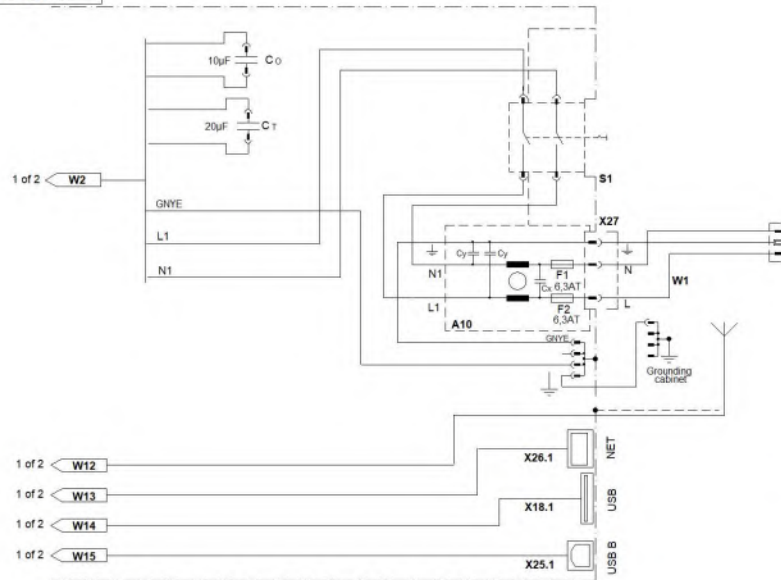 10µF
C O
20µF
C T
1 of 2
W2
GNYE
L1
N1
S1
X27
Cy
Cy
N1
F1
Cx
6,3AT
N
W1
L1
F2
6,3AT
L
A10
GNYE
Grounding
cabinet
1 of 2
W12
X26.1
NET
1 of 2
W13
1 of 2
W14
X18.1
USB
1 of 2
W15
X25.1
USB B